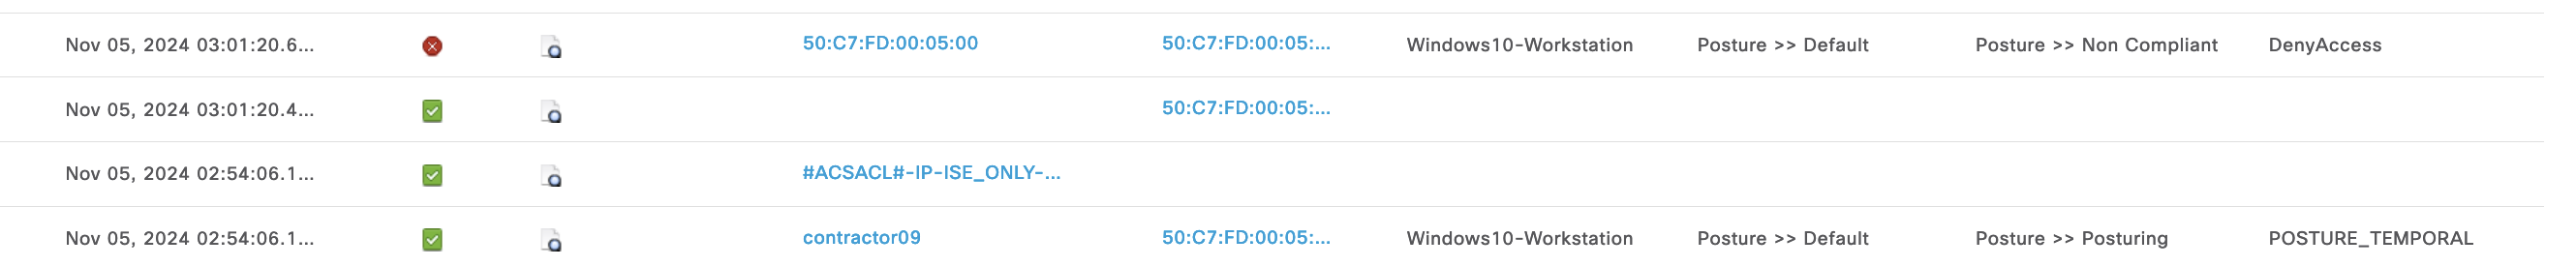 Nov 05, 2024 03:01:20.6... 50:C7:FD:00:05:00 50:C7:FD:00:05:... Windows10-Workstation Posture >> Default Posture >> Non Compliant DenyAccess
Nov 05, 2024 03:01:20.4... 50:C7:FD:00:05:...
Nov 05, 2024 02:54:06.1... #ACSACL#-IP-ISE_ONLY-...
Nov 05, 2024 02:54:06.1... contractor09 50:C7:FD:00:05:... Windows10-Workstation Posture >> Default Posture >> Posturing POSTURE_TEMPORAL